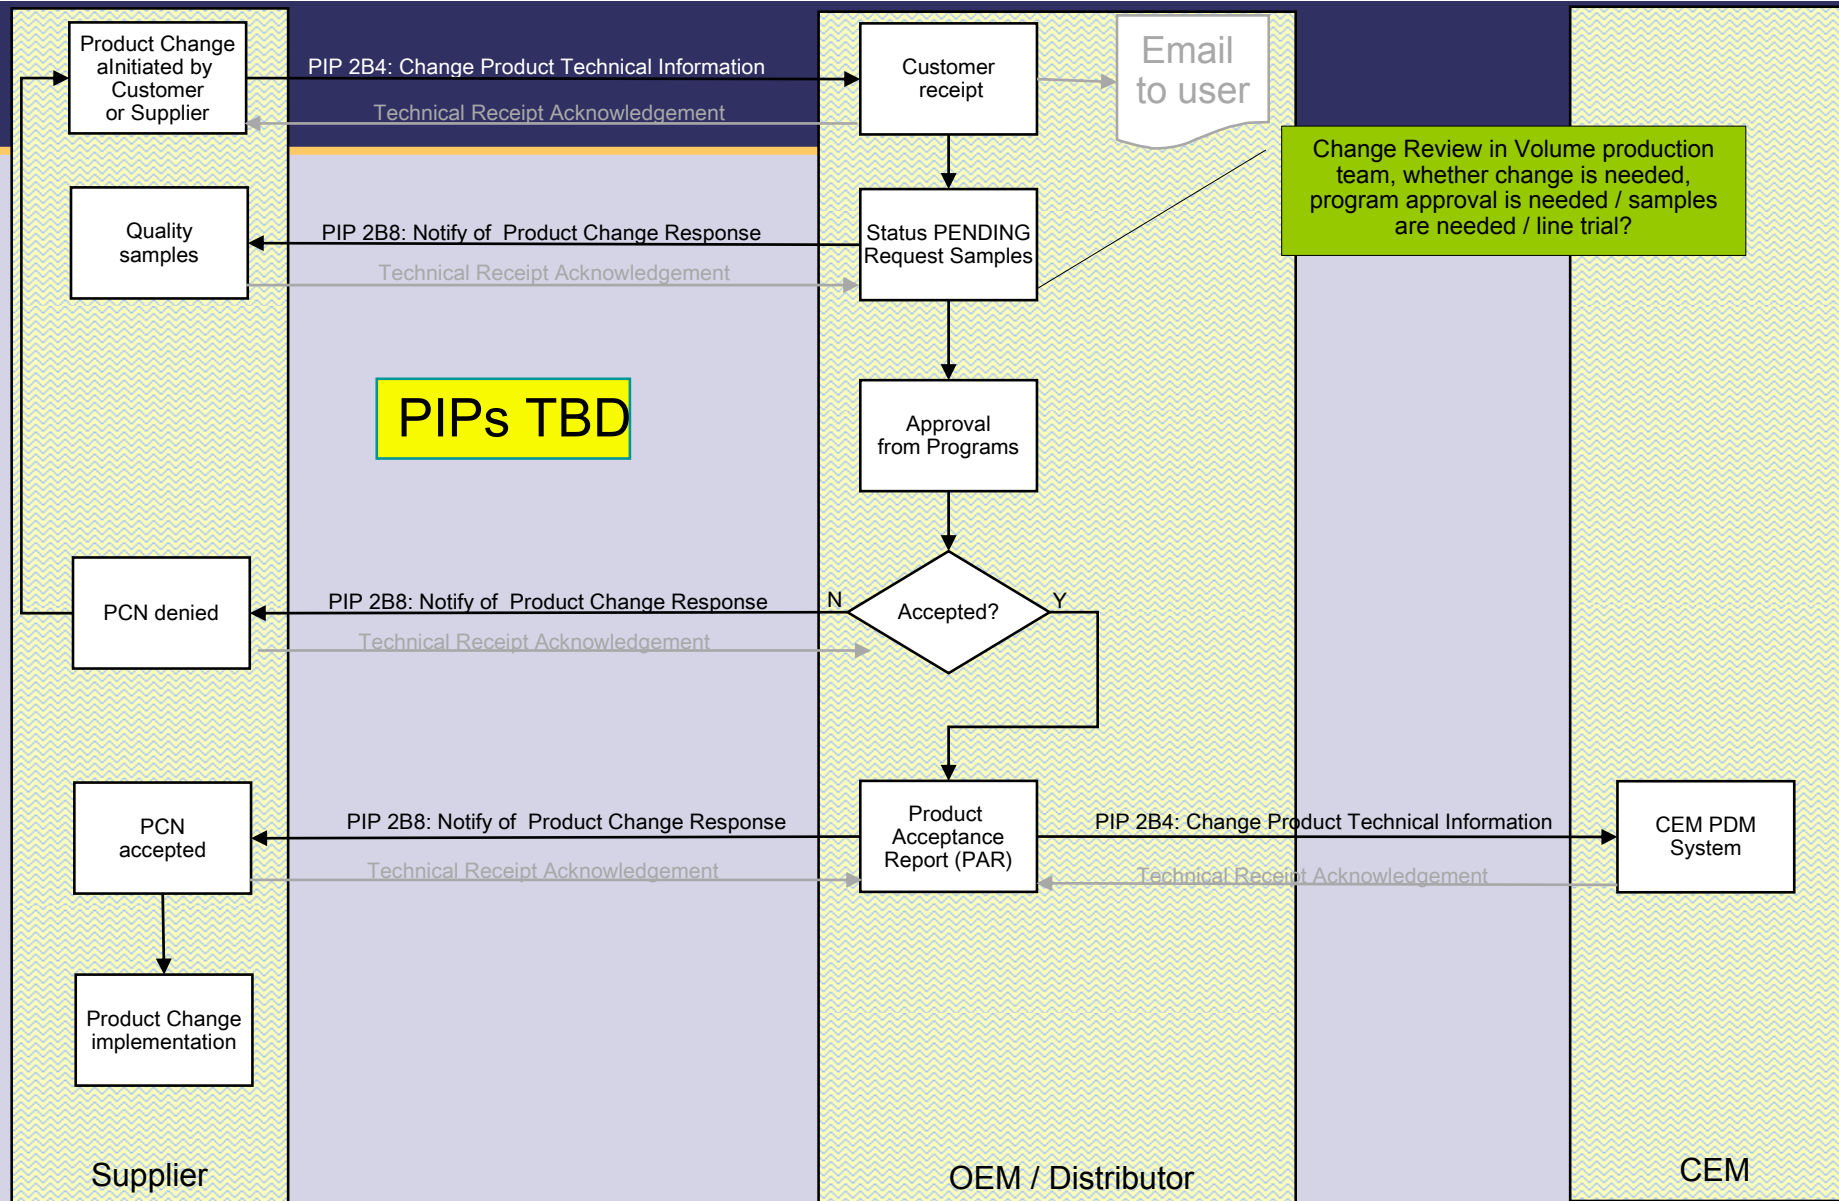 Product Change
aInitiated by
Customer
or Supplier
PIP 2B4: Change Product Technical Information
Technical Receipt Acknowledgement
Customer
receipt
Email
to user
Change Review in Volume production
team, whether change is needed,
program approval is needed / samples
are needed / line trial?
Quality
samples
PIP 2B8: Notify of  Product Change Response
Technical Receipt Acknowledgement
Status PENDING
Request Samples
PIPs TBD
Approval
from Programs
PCN denied
PIP 2B8: Notify of  Product Change Response
Technical Receipt Acknowledgement
N
Accepted?
Y
PCN
accepted
PIP 2B8: Notify of  Product Change Response
Technical Receipt Acknowledgement
Product
Acceptance
Report (PAR)
PIP 2B4: Change Product Technical Information
Technical Receipt Acknowledgement
CEM PDM
System
Product Change
implementation
Supplier
OEM / Distributor
CEM